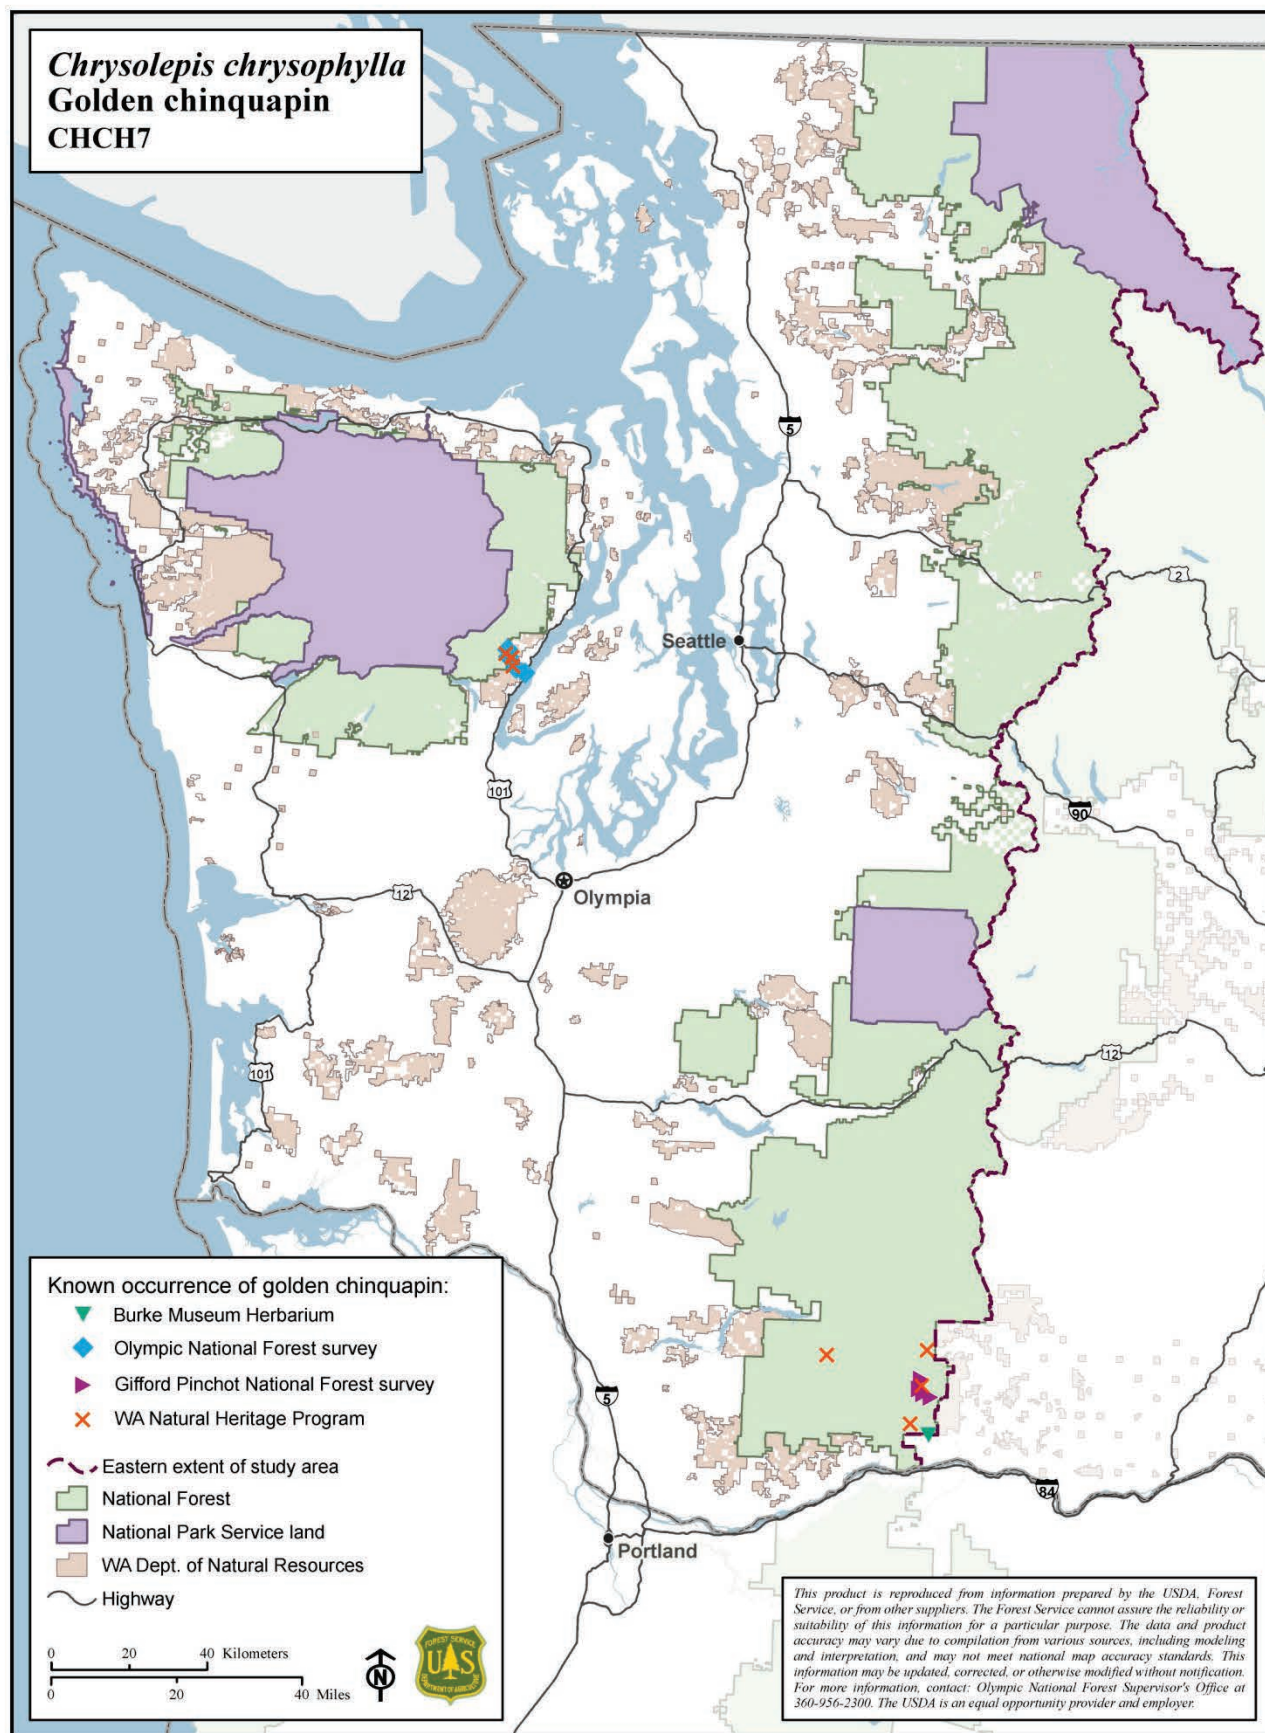 Chrysolepis chrysophylla
Golden chinquapin
CHCH7
5
2
Seattle
101
90
12
Olympia
12
101
Known occurrence of golden chinquapin:
Burke Museum Herbarium
Olympic National Forest survey
Gifford Pinchot National Forest survey
WA Natural Heritage Program
Eastern extent of study area
National Forest
National Park Service land
WA Dept. of Natural Resources
Highway
0 20 40 Kilometers
0 20 40 Miles
N
FOREST SERVICE
U S
DEPARTMENT OF AGRICULTURE
5
84
Portland
This product is reproduced from information prepared by the USDA, Forest
Service, or from other suppliers. The Forest Service cannot assure the reliability or
suitability of this information for a particular purpose. The data and product
accuracy may vary due to compilation from various sources, including modeling
and interpretation, and may not meet national map accuracy standards. This
information may be updated, corrected, or otherwise modified without notification.
For more information, contact: Olympic National Forest Supervisor's Office at
360-956-2300. The USDA is an equal opportunity provider and employer.